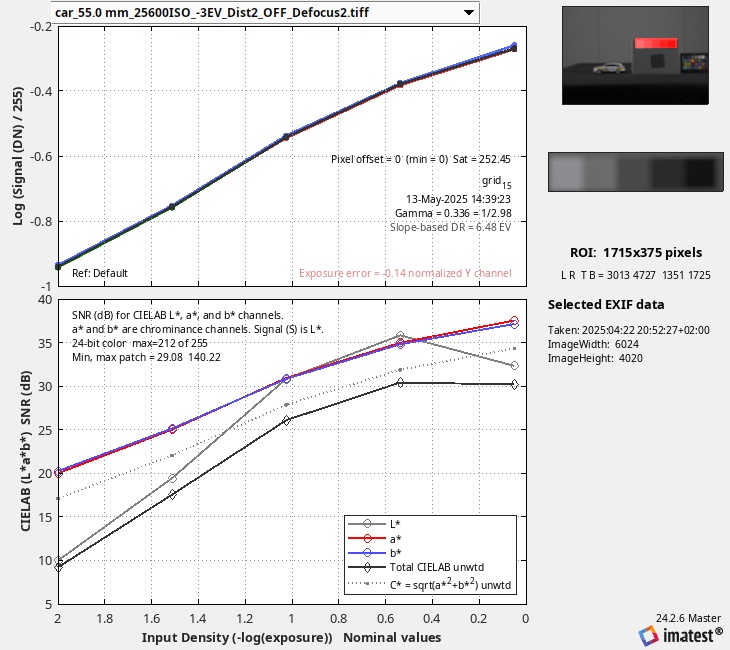 car_55.0 mm_25600ISO_-3EV_Dist2_OFF_Defocus2.tiff
-0.2
-0.4
-0.6
-0.8
-1
Log (Signal (DN) / 255)
Pixel offset = 0 (min = 0) Sat = 252.45
grid15
13-May-2025 14:39:23
Gamma = 0.336 = 1/2.98
Slope-based DR = 6.48 EV
Ref: Default
Exposure error = -0.14 normalized Y channel
ROI: 1715x375 pixels
L R T B = 3013 4727 1351 1725
Selected EXIF data
Taken: 2025:04:22 20:52:27+02:00
ImageWidth: 6024
ImageHeight: 4020
40
35
30
25
20
15
10
5
CIELAB (L*a*b*) SNR (dB)
SNR (dB) for CIELAB L*, a*, and b* channels.
a* and b* are chrominance channels. Signal (S) is L*.
24-bit color max=212 of 255
Min, max patch = 29.08 140.22
L*
a*
b*
Total CIELAB unwtd
C* = sqrt(a*2+b*2) unwtd
2 1.8 1.6 1.4 1.2 1 0.8 0.6 0.4 0.2 0
Input Density (-log(exposure)) Nominal values
24.2.6 Master
imatest®